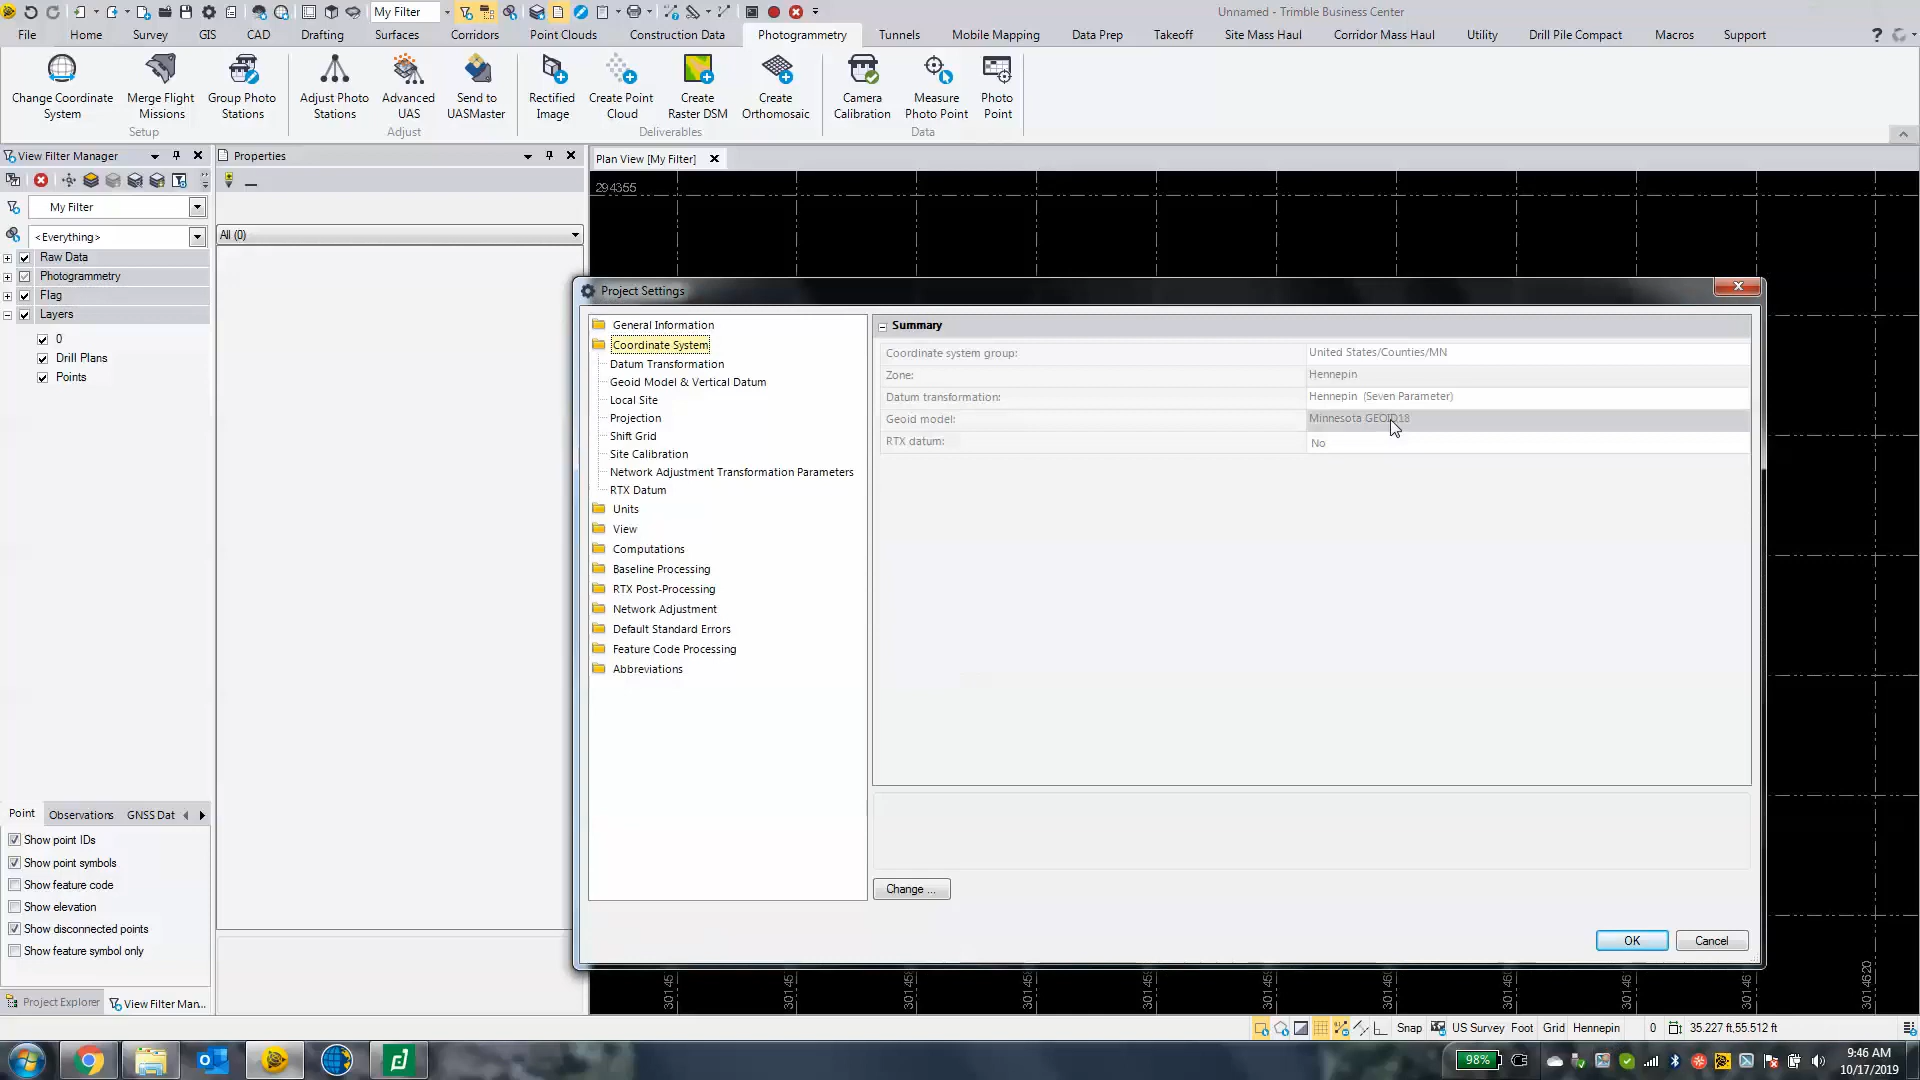 My Filter
Unnamed - Trimble Business Center
File Home Survey GIS CAD Drafting Surfaces Corridors Point Clouds Construction Data Photogrammetry Tunnels Mobile Mapping Data Prep Takeoff Site Mass Haul Corridor Mass Haul Utility Drill Pile Compact Macros Support
Change Coordinate System
Merge Flight Missions
Group Photo Stations
Adjust Photo Stations
Advanced UAS
Send to UASMaster
Rectified Image
Create Point Cloud
Create Raster DSM
Create Orthomosaic
Camera Calibration
Measure Photo Point
Photo Point
Setup Adjust Deliverables Data
View Filter Manager
Properties
Plan View [My Filter]
My Filter
<Everything>
Raw Data
Photogrammetry
Flag
Layers
0
Drill Plans
Points
All (0)
294355
Project Settings
General Information
Coordinate System
Datum Transformation
Geoid Model & Vertical Datum
Local Site
Projection
Shift Grid
Site Calibration
Network Adjustment Transformation Parameters
RTX Datum
Units
View
Computations
Baseline Processing
RTX Post-Processing
Network Adjustment
Default Standard Errors
Feature Code Processing
Abbreviations
Summary
Coordinate system group: United States/Counties/MN
Zone: Hennepin
Datum transformation: Hennepin (Seven Parameter)
Geoid model: Minnesota GEOID18
RTX datum: No
Change ...
OK Cancel
Point Observations GNSS Dat
Show point IDs
Show point symbols
Show feature code
Show elevation
Show disconnected points
Show feature symbol only
Project Explorer View Filter Man...
3014620
Snap US Survey Foot Grid Hennepin 0 35.227 ft,55.512 ft
98%
9:46 AM
10/17/2019